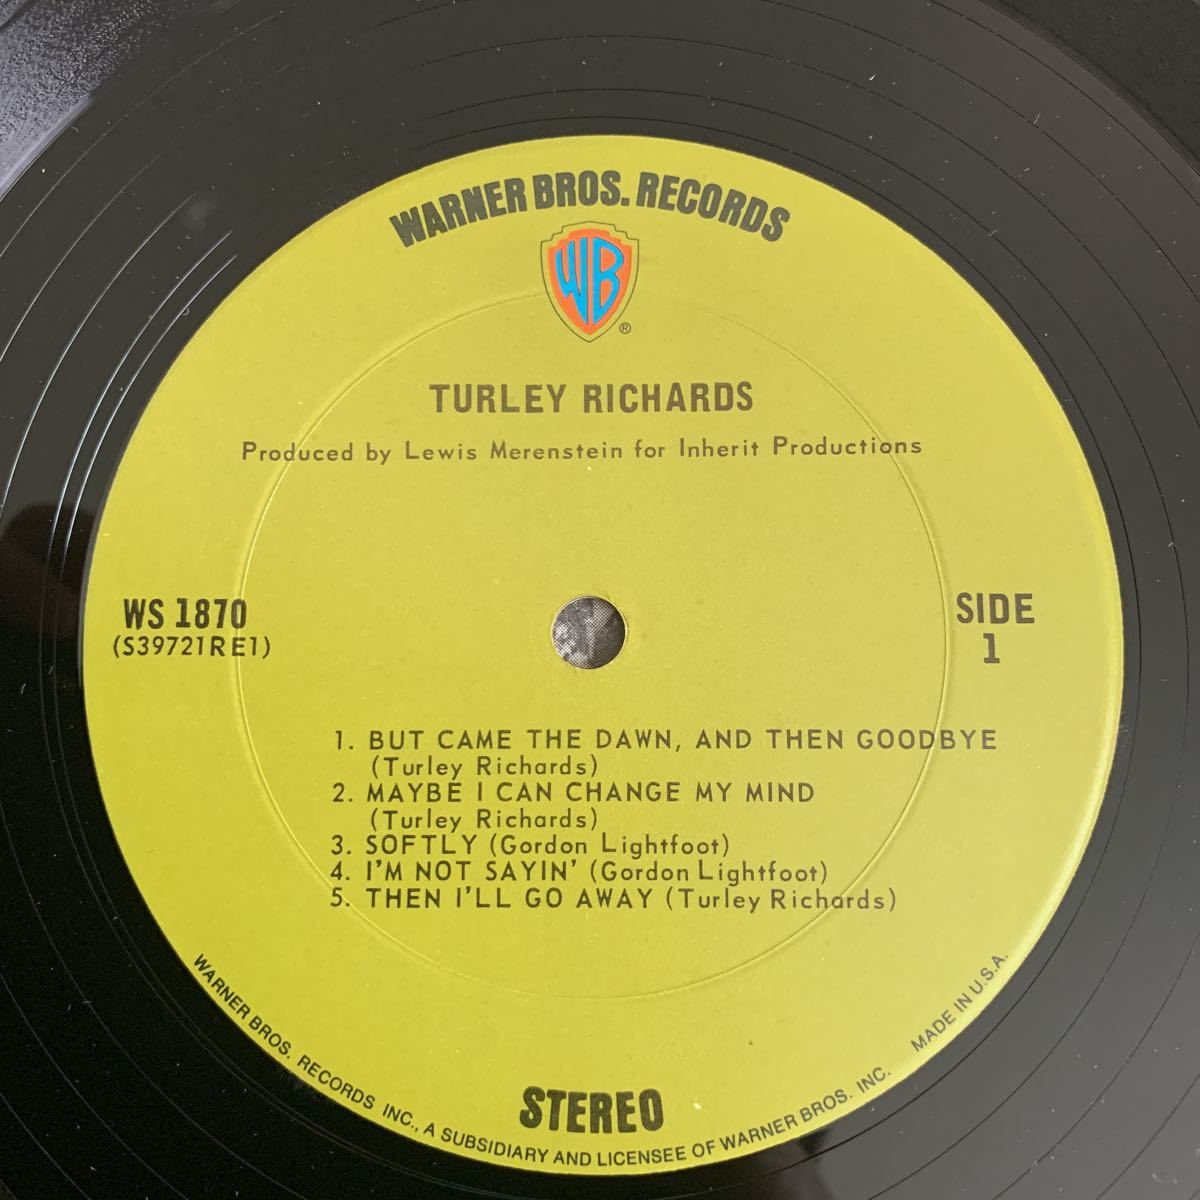 WARNER BROS. RECORDS
WB
®
TURLEY RICHARDS
Produced by Lewis Merenstein for Inherit Productions
WS 1870
(S39721RE1)
SIDE
1
1. BUT CAME THE DAWN, AND THEN GOODBYE
(Turley Richards)
2. MAYBE I CAN CHANGE MY MIND
(Turley Richards)
3. SOFTLY (Gordon Lightfoot)
4. I'M NOT SAYIN' (Gordon Lightfoot)
5. THEN I'LL GO AWAY (Turley Richards)
STEREO
WARNER BROS. RECORDS INC., A SUBSIDIARY AND LICENSEE OF WARNER BROS. INC. MADE IN U.S.A.